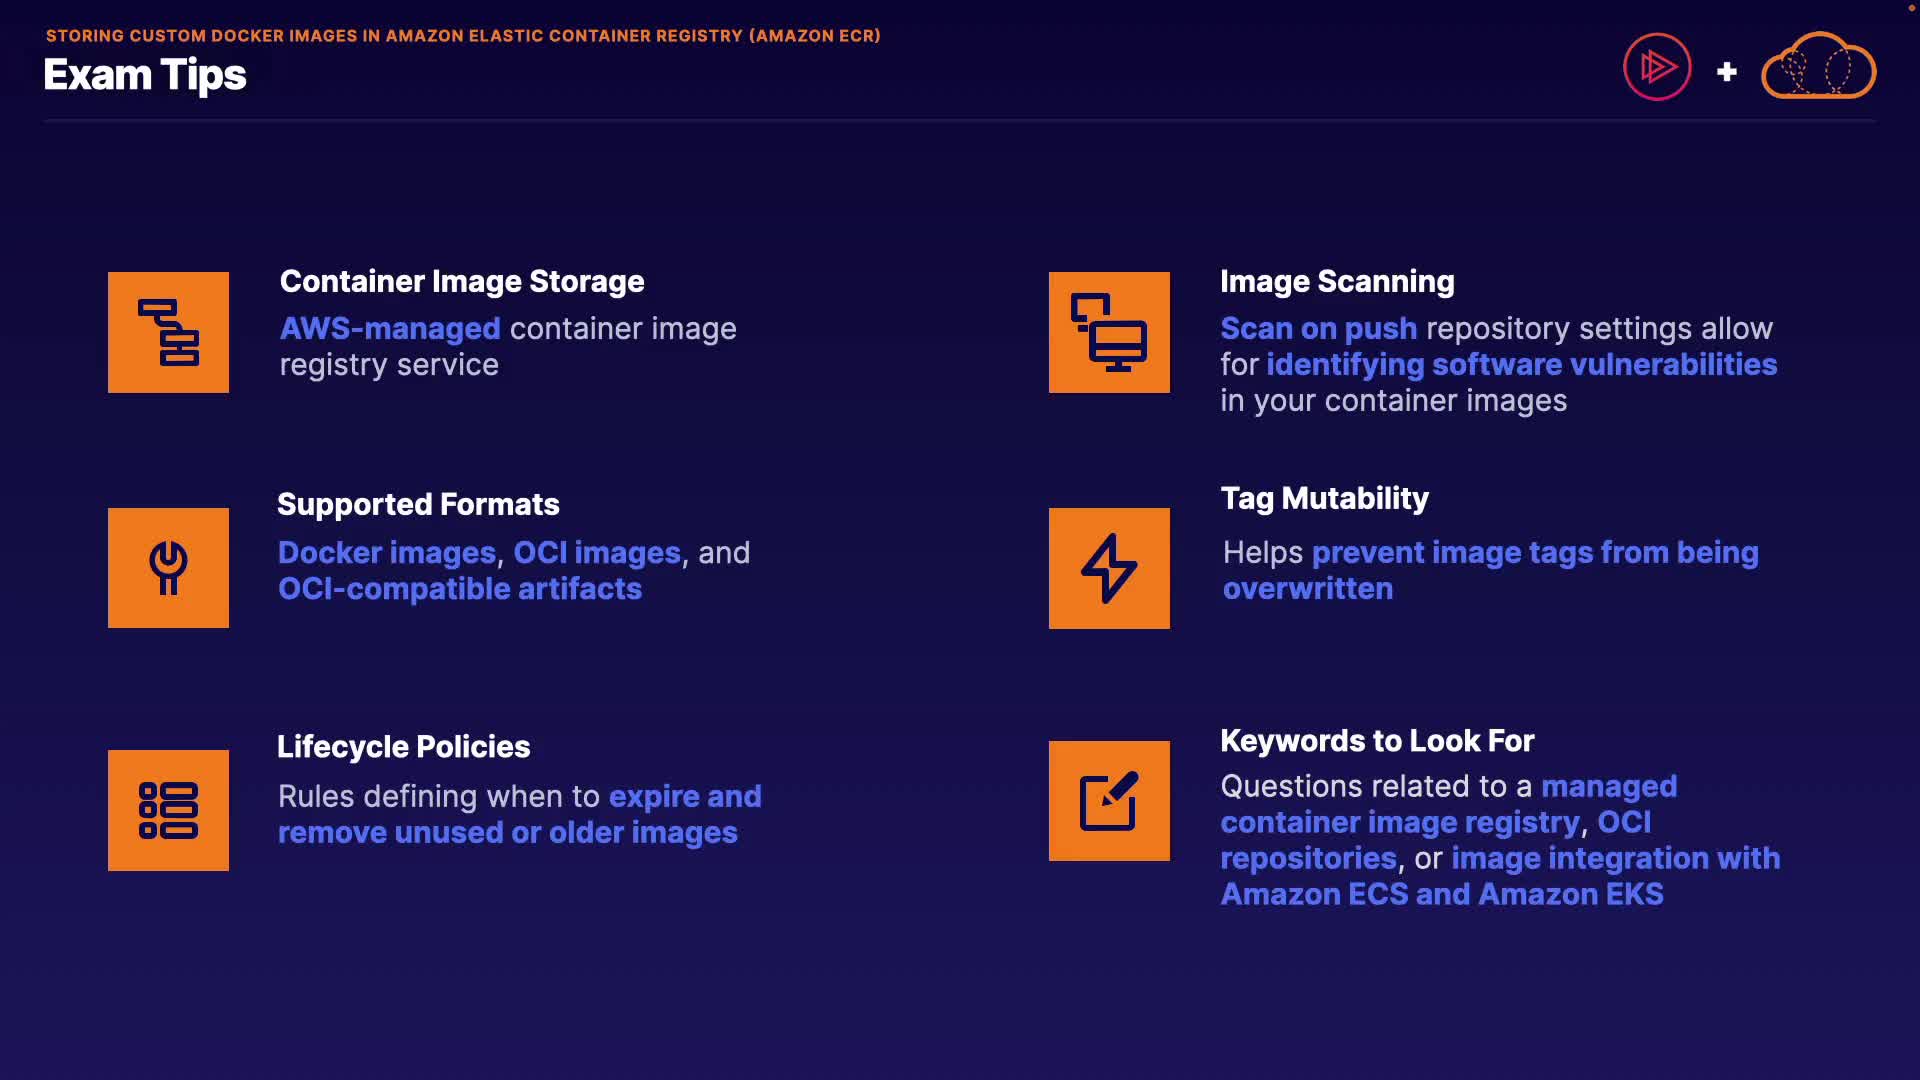 STORING CUSTOM DOCKER IMAGES IN AMAZON ELASTIC CONTAINER REGISTRY (AMAZON ECR)
Exam Tips
Container Image Storage
AWS-managed container image
registry service
Supported Formats
Docker images, OCI images, and
OCI-compatible artifacts
Lifecycle Policies
Rules defining when to expire and
remove unused or older images
Image Scanning
Scan on push repository settings allow
for identifying software vulnerabilities
in your container images
Tag Mutability
Helps prevent image tags from being
overwritten
Keywords to Look For
Questions related to a managed
container image registry, OCI
repositories, or image integration with
Amazon ECS and Amazon EKS